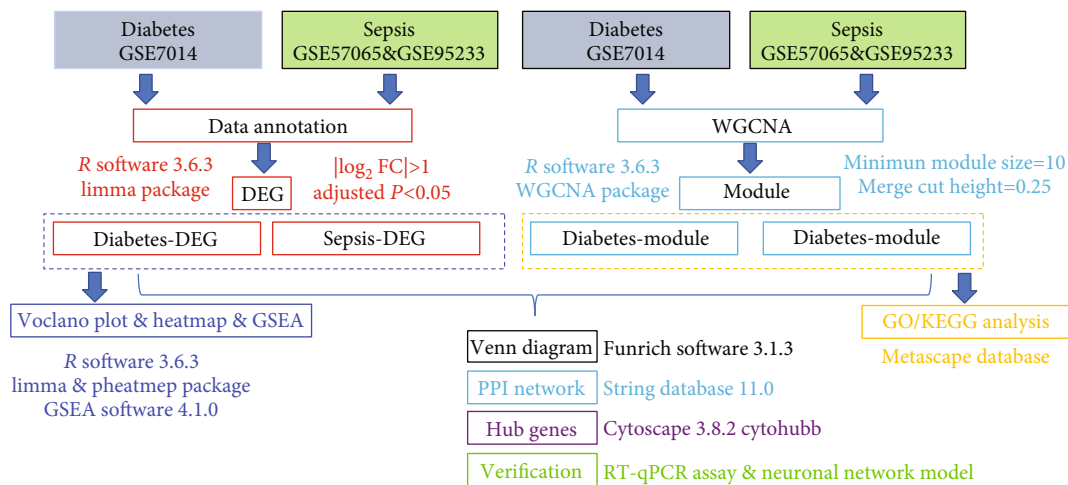 Diabetes
GSE7014
Sepsis
GSE57065&GSE95233
Diabetes
GSE7014
Sepsis
GSE57065&GSE95233
Data annotation
WGCNA
R software 3.6.3
limma package
DEG
|log₂ FC|>1
adjusted P<0.05
R software 3.6.3
WGCNA package
Module
Minimun module size=10
Merge cut height=0.25
Diabetes-DEG
Sepsis-DEG
Diabetes-module
Diabetes-module
Voclano plot & heatmap & GSEA
R software 3.6.3
limma & pheatmep package
GSEA software 4.1.0
GO/KEGG analysis
Metascape database
Venn diagram
Funrich software 3.1.3
PPI network
String database 11.0
Hub genes
Cytoscape 3.8.2 cytohubb
Verification
RT-qPCR assay & neuronal network model